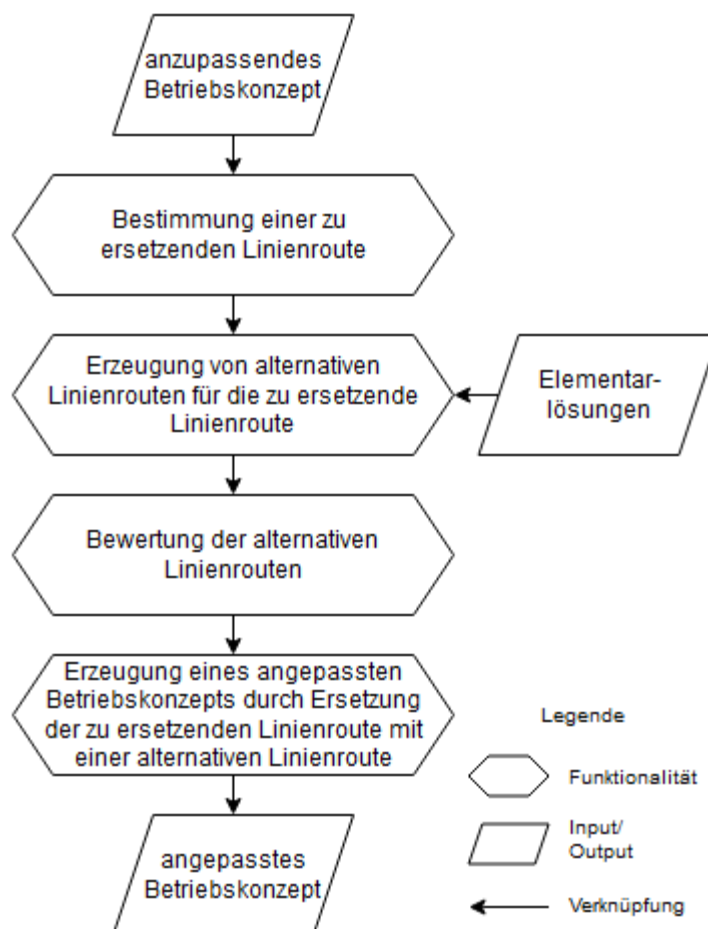 anzupassendes
Betriebskonzept
Bestimmung einer zu
ersetzenden Linienroute
Erzeugung von alternativen
Linienrouten für die zu ersetzende
Linienroute
Elementar-
lösungen
Bewertung der alternativen
Linienrouten
Erzeugung eines angepassten
Betriebskonzepts durch Ersetzung
der zu ersetzenden Linienroute mit
einer alternativen Linienroute
angepasstes
Betriebskonzept
Legende
Funktionalität
Input/
Output
Verknüpfung